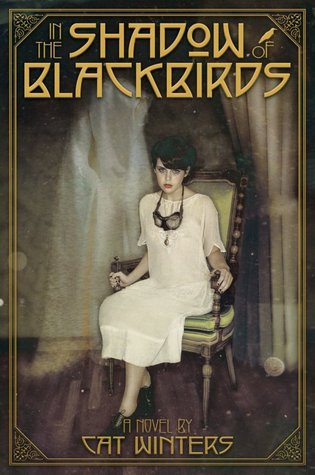 IN THE SHADOW OF
BLACKBIRDS
A NOVEL BY
CAT WINTERS